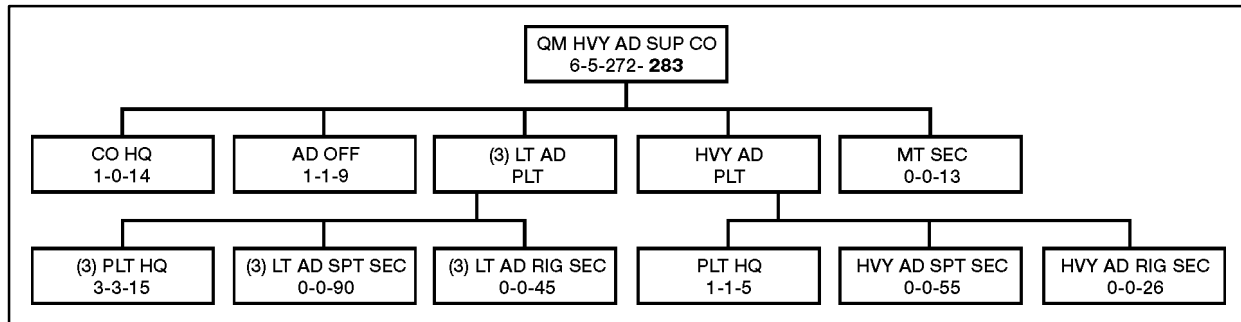 QM HVY AD SUP CO
6-5-272- 283
CO HQ
1-0-14
AD OFF
1-1-9
(3) LT AD
PLT
HVY AD
PLT
MT SEC
0-0-13
(3) PLT HQ
3-3-15
(3) LT AD SPT SEC
0-0-90
(3) LT AD RIG SEC
0-0-45
PLT HQ
1-1-5
HVY AD SPT SEC
0-0-55
HVY AD RIG SEC
0-0-26